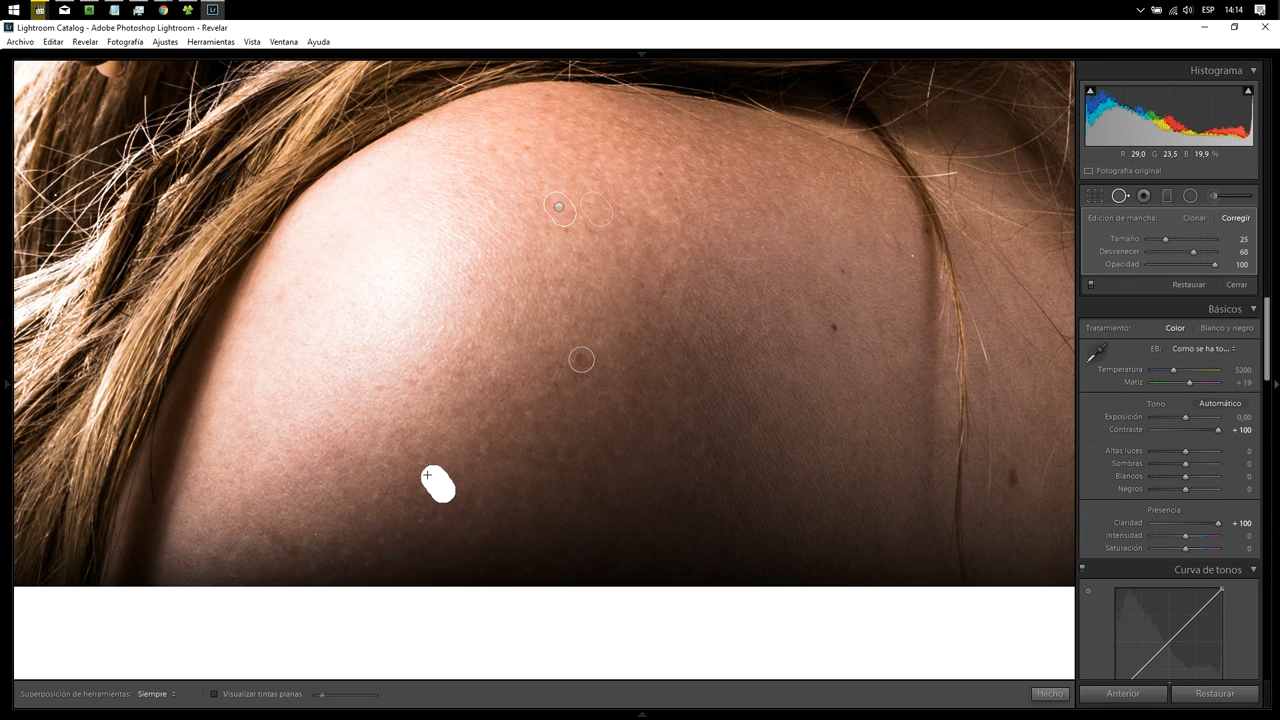 ESP 14:14
Lightroom Catalog - Adobe Photoshop Lightroom - Revelar
Archivo Editar Revelar Fotografía Ajustes Herramientas Vista Ventana Ayuda
Histograma
R 29,0 G 23,5 B 19,9 %
Fotografía original
Edición de mancha: Clonar Corregir
Tamaño 25
Desvanecer 68
Opacidad 100
Restaurar Cerrar
Básicos
Tratamiento: Color Blanco y negro
EB: Como se ha to...
Temperatura 5200
Matiz + 19
Tono Automático
Exposición 0,00
Contraste + 100
Altas luces 0
Sombras 0
Blancos 0
Negros 0
Presencia
Claridad + 100
Intensidad 0
Saturación 0
Curva de tonos
Superposición de herramientas: Siempre Visualizar tintas planas Hecho
Anterior Restaurar